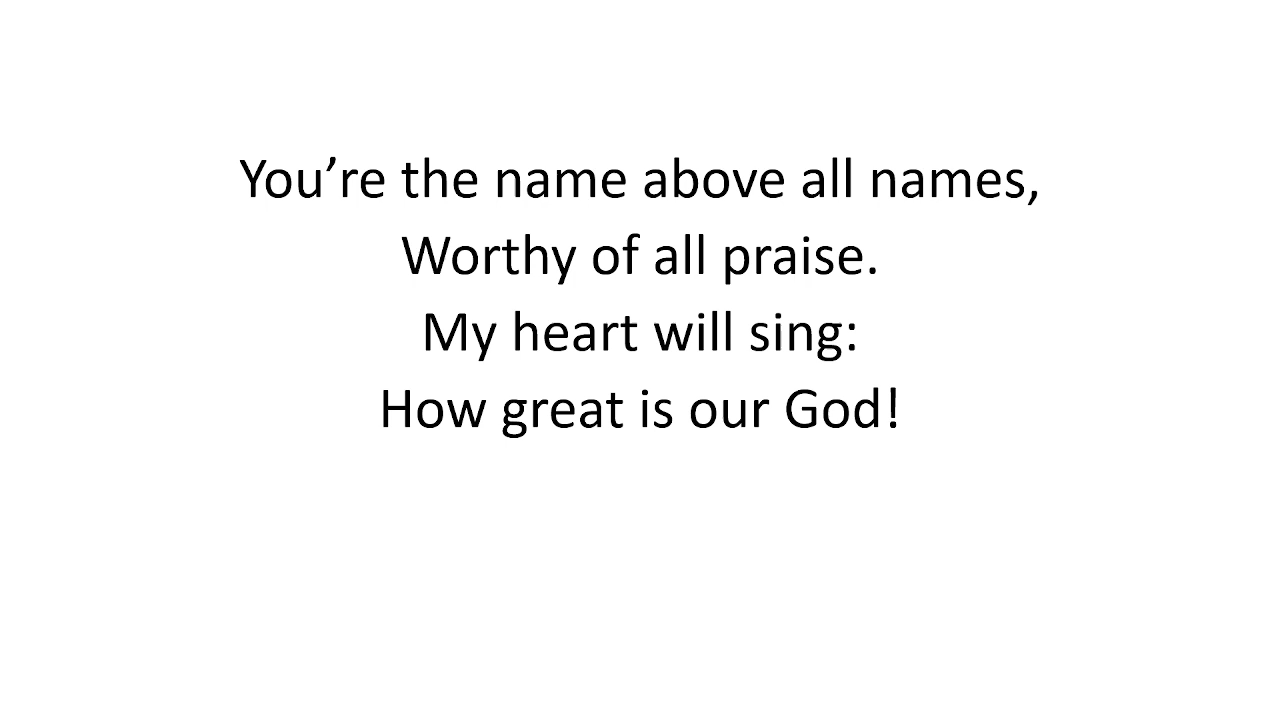 You’re the name above all names,
Worthy of all praise.
My heart will sing:
How great is our God!